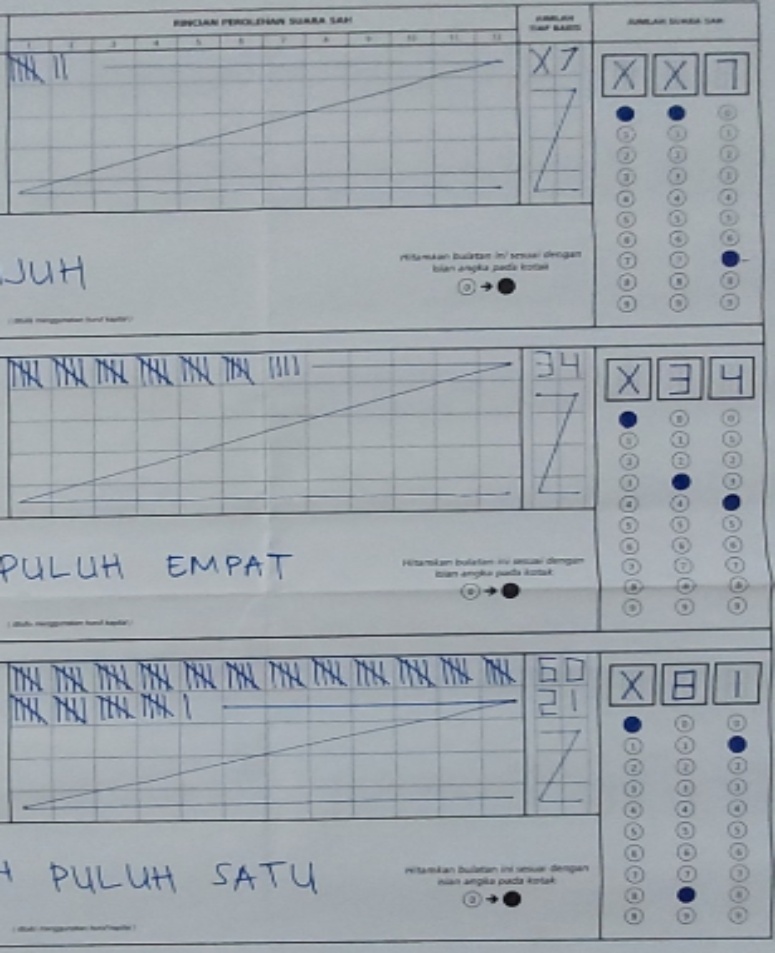 RINCIAN PEROLEHAN SUARA SAH
JUMLAH TIAP BARIS
JUMLAH SUARA SAH
1 2 3 4 5 6 7 8 9 10 11 12
X7
X X 7
JUH
Hitamkan bulatan ini sesuai dengan
isian angka pada kotak
( ditulis menggunakan huruf kapital )
34
X 3 4
PULUH EMPAT
Hitamkan bulatan ini sesuai dengan
isian angka pada kotak
( ditulis menggunakan huruf kapital )
60
21
X 8 1
PULUH SATU
Hitamkan bulatan ini sesuai dengan
isian angka pada kotak
( ditulis menggunakan huruf kapital )